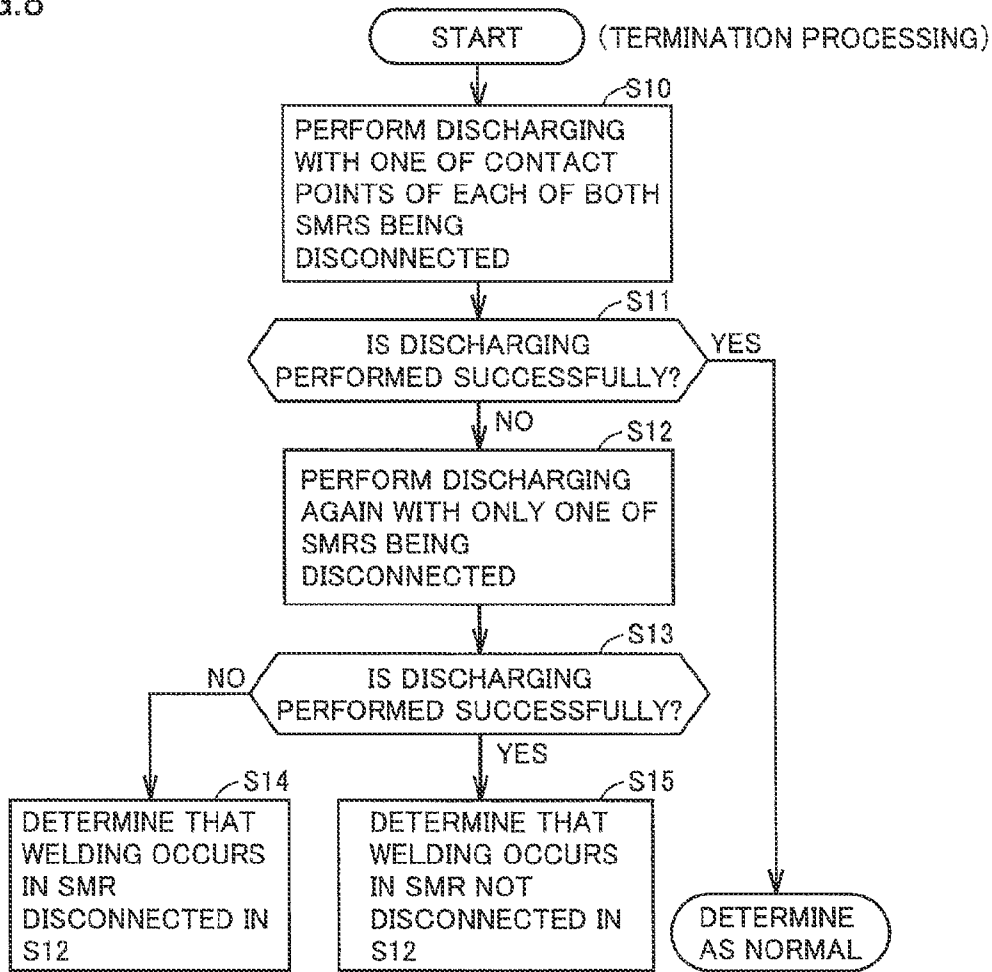 START
(TERMINATION PROCESSING)
S10
PERFORM DISCHARGING
WITH ONE OF CONTACT
POINTS OF EACH OF BOTH
SMRS BEING
DISCONNECTED
S11
IS DISCHARGING
PERFORMED SUCCESSFULLY?
YES
NO
S12
PERFORM DISCHARGING
AGAIN WITH ONLY ONE OF
SMRS BEING
DISCONNECTED
S13
IS DISCHARGING
PERFORMED SUCCESSFULLY?
NO
YES
S14
DETERMINE THAT
WELDING OCCURS
IN SMR
DISCONNECTED IN
S12
S15
DETERMINE THAT
WELDING OCCURS
IN SMR NOT
DISCONNECTED IN
S12
DETERMINE
AS NORMAL